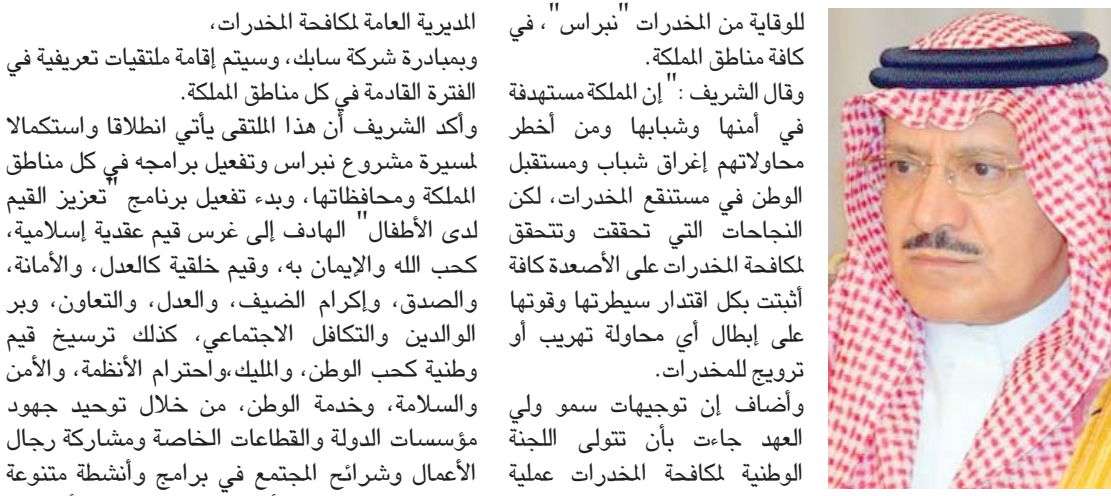 للوقاية من المخدرات "نبراس"، في
كافة مناطق المملكة.
وقال الشريف :" إن المملكة مستهدفة
في أمنها وشبابها ومن أخطر
محاولاتهم إغراق شباب ومستقبل
الوطن في مستنقع المخدرات، لكن
النجاحات التي تحققت وتتحقق
لمكافحة المخدرات على الأصعدة كافة
أثبتت بكل اقتدار سيطرتها وقوتها
على إبطال أي محاولة تهريب أو
ترويج للمخدرات.
وأضاف إن توجيهات سمو ولي
العهد جاءت بأن تتولى اللجنة
الوطنية لمكافحة المخدرات عملية
المديرية العامة لمكافحة المخدرات،
وبمبادرة شركة سابك، وسيتم إقامة ملتقيات تعريفية في
الفترة القادمة في كل مناطق المملكة.
وأكد الشريف أن هذا الملتقى يأتي انطلاقا واستكمالا
لمسيرة مشروع نبراس وتفعيل برامجه في كل مناطق
المملكة ومحافظاتها، وبدء تفعيل برنامج "تعزيز القيم
لدى الأطفال" الهادف إلى غرس قيم عقدية إسلامية،
كحب الله والإيمان به، وقيم خلقية كالعدل، والأمانة،
والصدق، وإكرام الضيف، والعدل، والتعاون، وبر
الوالدين والتكافل الاجتماعي، كذلك ترسيخ قيم
وطنية كحب الوطن، والمليك،واحترام الأنظمة، والأمن
والسلامة، وخدمة الوطن، من خلال توحيد جهود
مؤسسات الدولة والقطاعات الخاصة ومشاركة رجال
الأعمال وشرائح المجتمع في برامج وأنشطة متنوعة